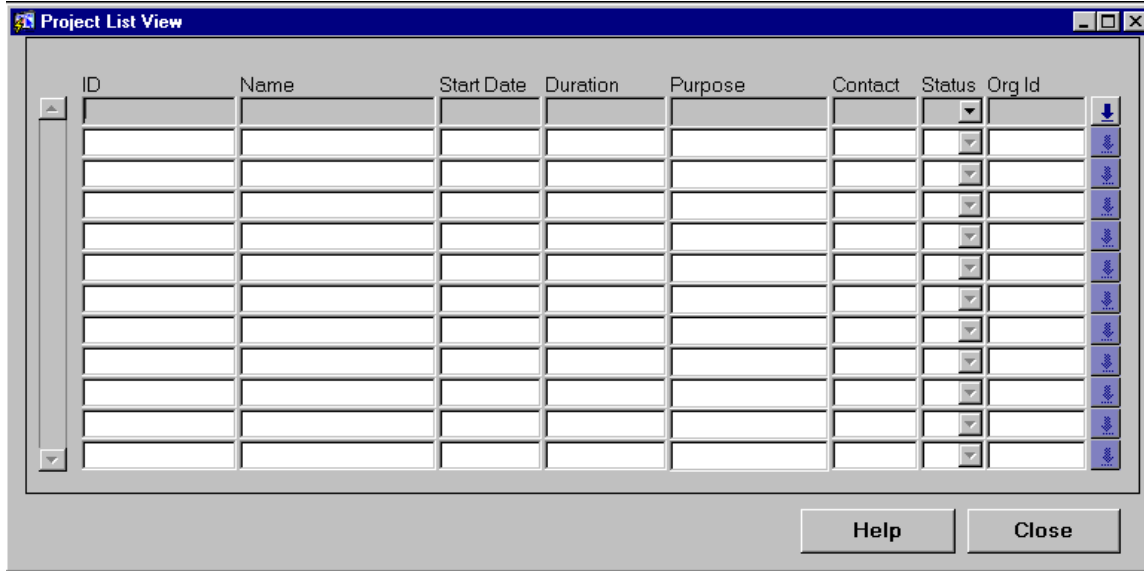 Project List View
ID Name Start Date Duration Purpose Contact Status Org Id
Help Close